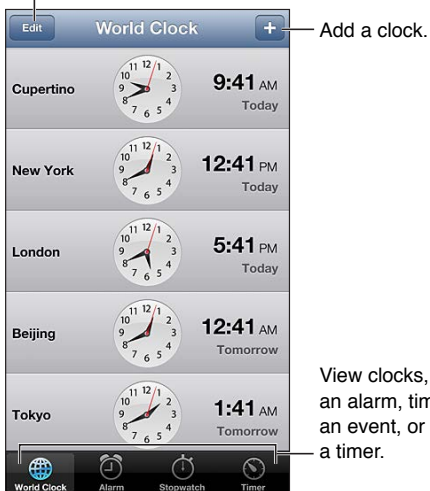 Edit
World Clock
+
Add a clock.
Cupertino
9:41 AM
Today
New York
12:41 PM
Today
London
5:41 PM
Today
Beijing
12:41 AM
Tomorrow
Tokyo
1:41 AM
Tomorrow
View clocks,
an alarm,
an event, or
a timer.
World Clock
Alarm
Stopwatch
Timer